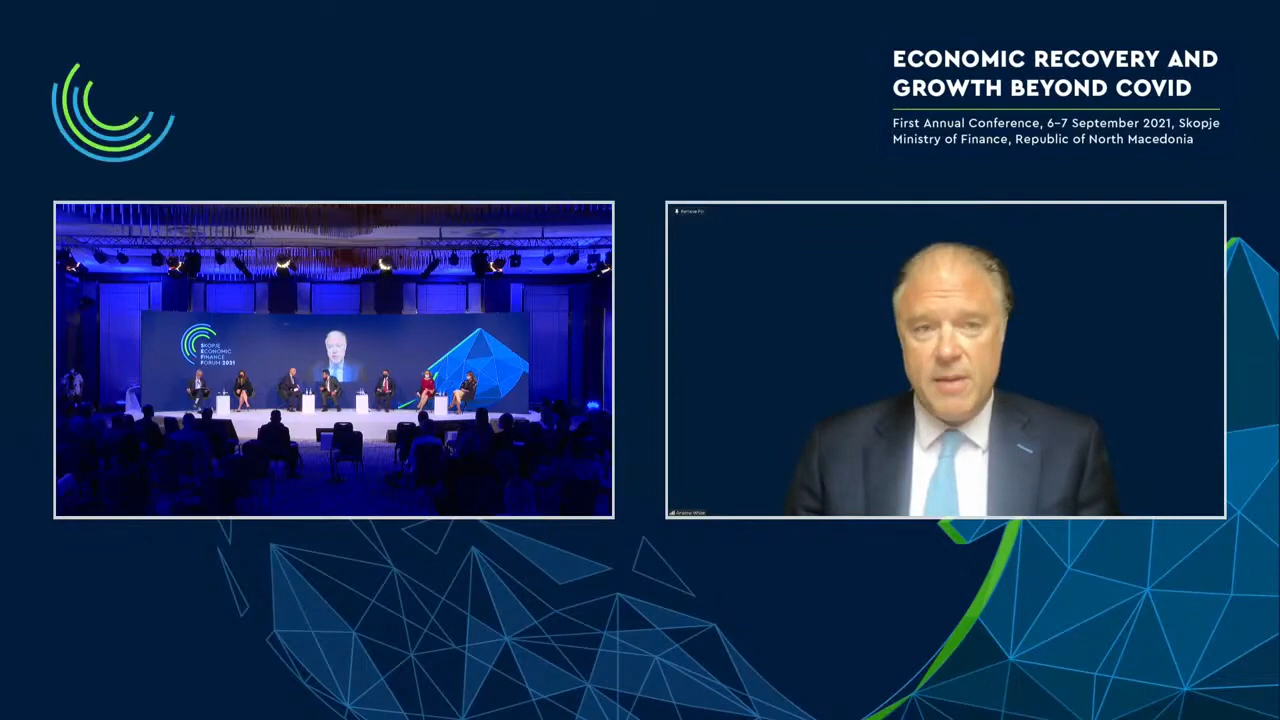 ECONOMIC RECOVERY AND
GROWTH BEYOND COVID
First Annual Conference, 6–7 September 2021, Skopje
Ministry of Finance, Republic of North Macedonia
SKOPJE
ECONOMIC
FINANCE
FORUM 2021